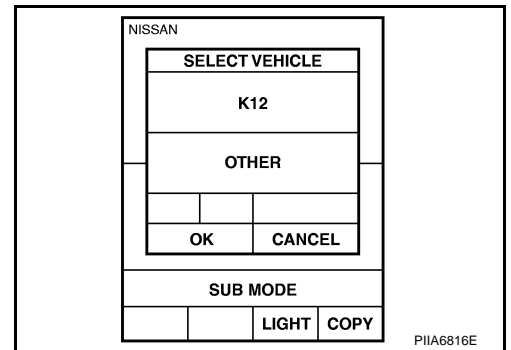 NISSAN
SELECT VEHICLE
K12
OTHER
OK CANCEL
SUB MODE
LIGHT COPY
PIIA6816E